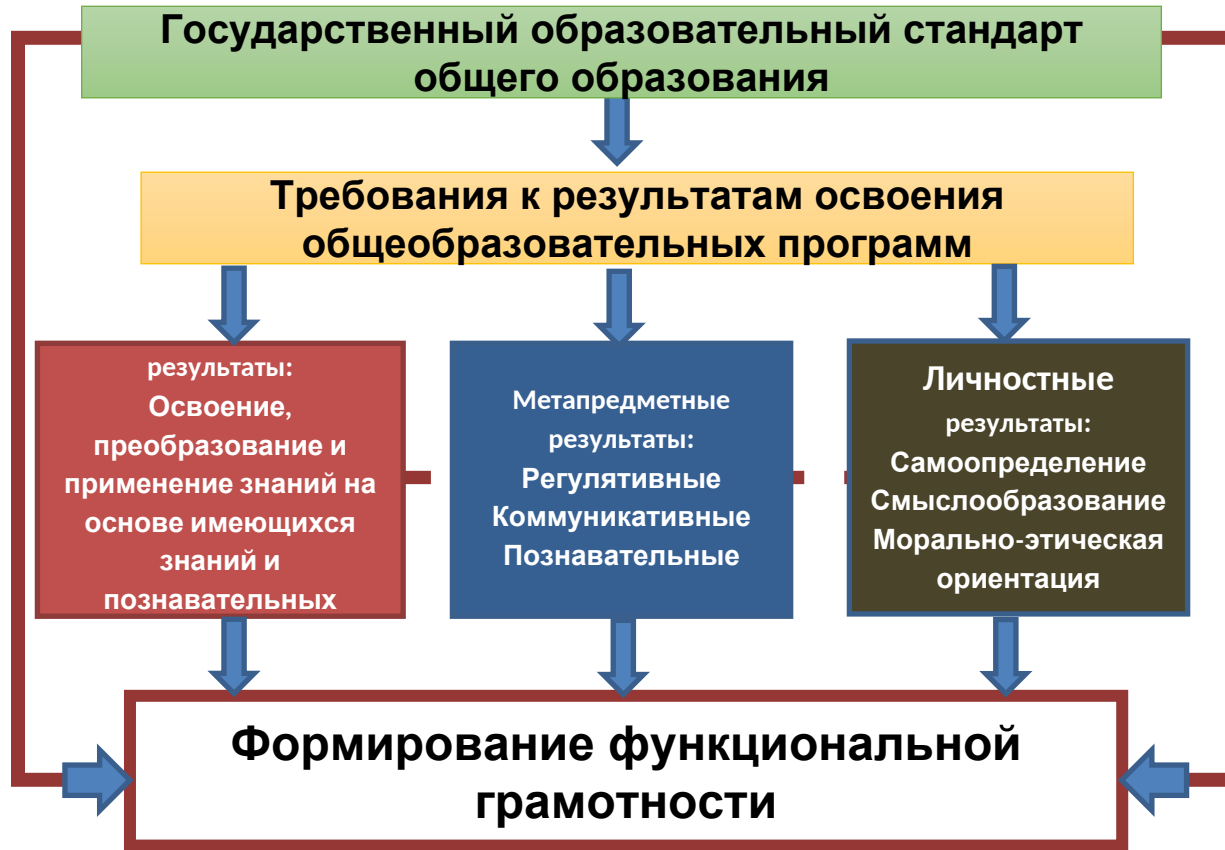 Государственный образовательный стандарт
общего образования
Требования к результатам освоения
общеобразовательных программ
результаты:
Освоение,
преобразование и
применение знаний на
основе имеющихся
знаний и
познавательных
Метапредметные
результаты:
Регулятивные
Коммуникативные
Познавательные
Личностные
результаты:
Самоопределение
Смыслообразование
Морально-этическая
ориентация
Формирование функциональной
грамотности